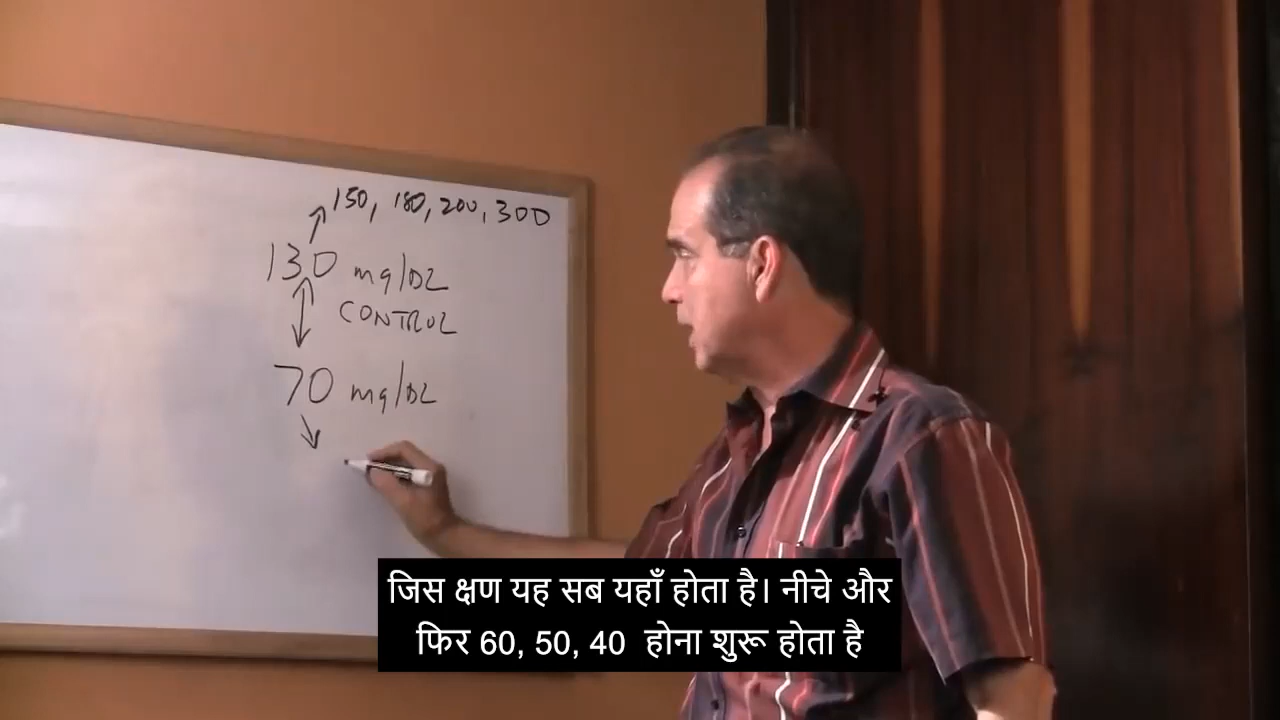 150, 180, 200, 300
130 mg/DL
CONTROL
70 mg/DL
जिस क्षण यह सब यहाँ होता है। नीचे और
फिर 60, 50, 40 होना शुरू होता है